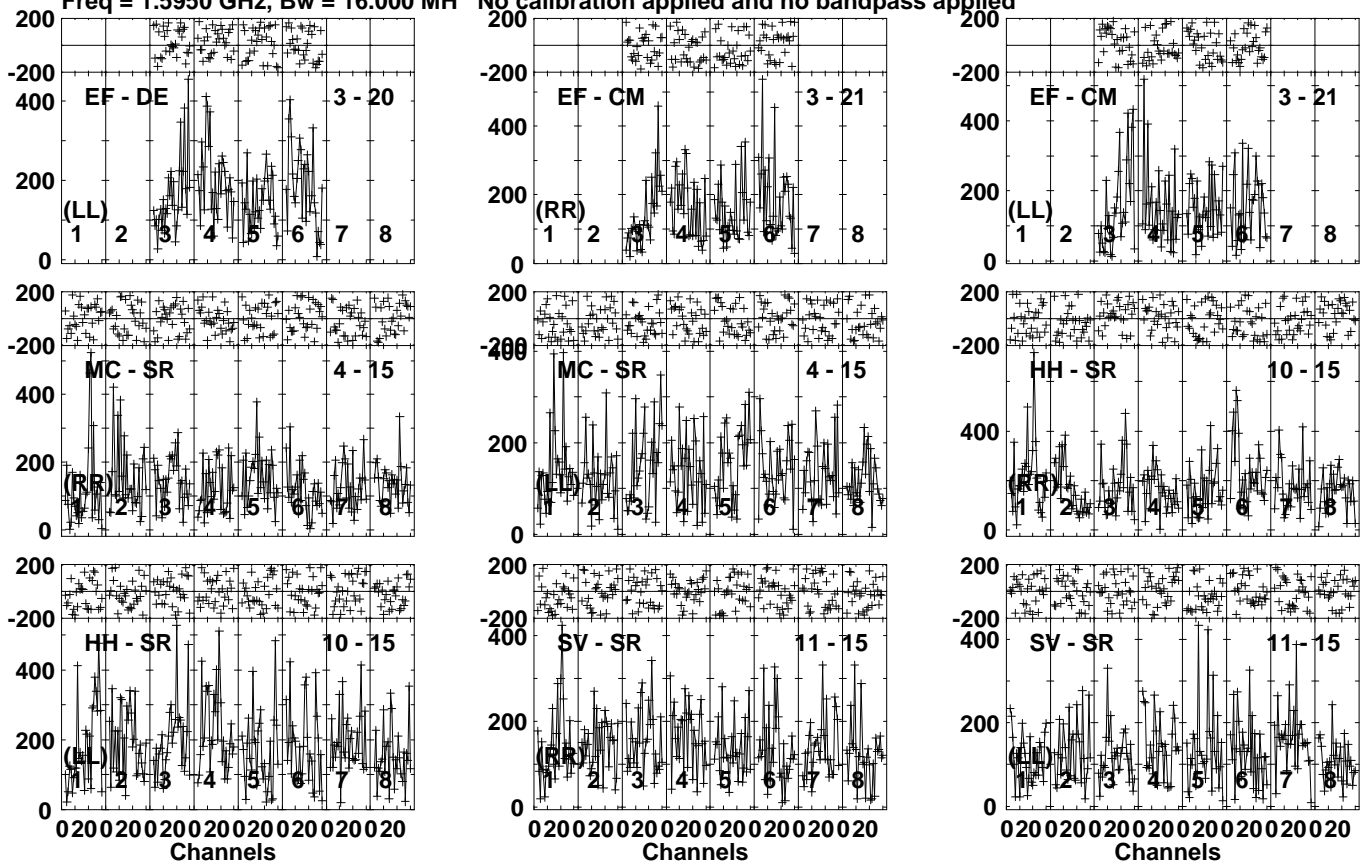 Freq = 1.5950 GHz, Bw = 16.000 MH No calibration applied and no bandpass applied
200 200 200
-200 -200 -200
EF - DE 3 - 20 EF - CM 3 - 21 EF - CM 3 - 21
400 400 400
200 200 200
(LL) (RR) (LL)
1 2 3 4 5 6 7 8 1 2 3 4 5 6 7 8 1 2 3 4 5 6 7 8
0 0 0
200 200 200
-200 -200 -200
400
MC - SR 4 - 15 MC - SR 4 - 15 HH - SR 10 - 15
400 400
200 200 200
(RR) (LL) (RR)
1 2 3 4 5 6 7 8 1 2 3 4 5 6 7 8 1 2 3 4 5 6 7 8
0 0 0
200 200 200
-200 -200 -200
HH - SR 10 - 15 SV - SR 11 - 15 SV - SR 11 - 15
400 400 400
200 200 200
(LL) (RR) (LL)
1 2 3 4 5 6 7 8 1 2 3 4 5 6 7 8 1 2 3 4 5 6 7 8
0 0 0
0 20 0 20 0 20 0 20 0 20 0 20 0 20 0 20 0 20 0 20 0 20 0 20 0 20 0 20 0 20 0 20 0 20 0 20 0 20 0 20 0 20 0 20 0 20 0 20
Channels Channels Channels